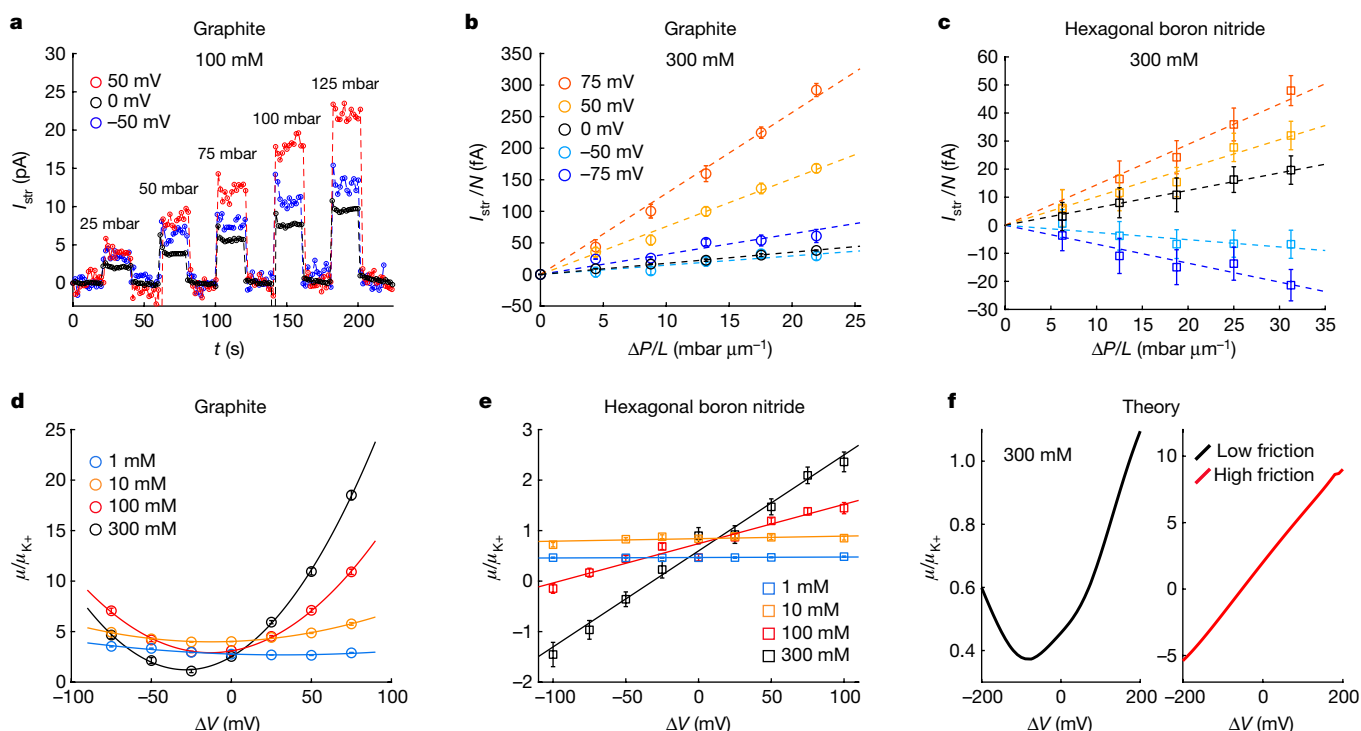 a
Graphite
100 mM
30
25
20
15
10
5
0
I_str (pA)
50 mV
0 mV
–50 mV
25 mbar
50 mbar
75 mbar
100 mbar
125 mbar
0
50
100
150
200
t (s)
b
Graphite
300 mM
350
300
250
200
150
100
50
0
–50
I_str /N (fA)
75 mV
50 mV
0 mV
–50 mV
–75 mV
0
5
10
15
20
25
ΔP/L (mbar μm⁻¹)
c
Hexagonal boron nitride
300 mM
60
50
40
30
20
10
0
–10
–20
–30
I_str /N (fA)
0
5
10
15
20
25
30
35
ΔP/L (mbar μm⁻¹)
d
Graphite
25
20
15
10
5
0
μ/μ_K+
1 mM
10 mM
100 mM
300 mM
–100
–50
0
50
100
ΔV (mV)
e
Hexagonal boron nitride
3
2
1
0
–1
–2
μ/μ_K+
1 mM
10 mM
100 mM
300 mM
–100
–50
0
50
100
ΔV (mV)
f
Theory
300 mM
1.0
0.8
0.6
0.4
μ/μ_K+
–200
0
200
ΔV (mV)
Low friction
High friction
10
5
0
–5
–200
0
200
ΔV (mV)